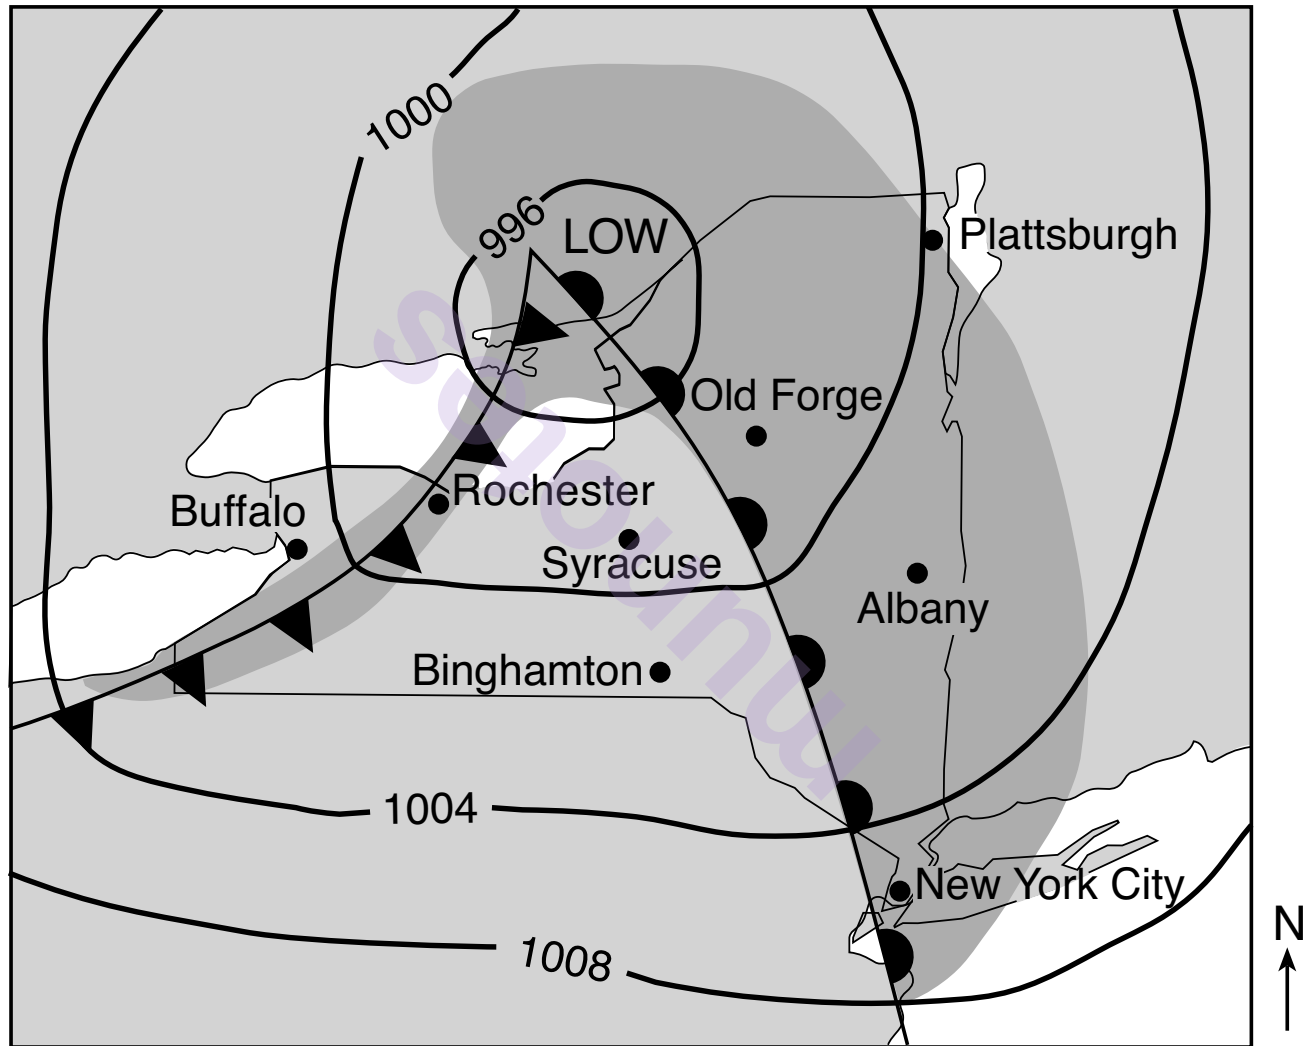 1000
996
LOW
Plattsburgh
Old Forge
Rochester
Buffalo
Syracuse
Albany
Binghamton
1004
New York City
1008
N